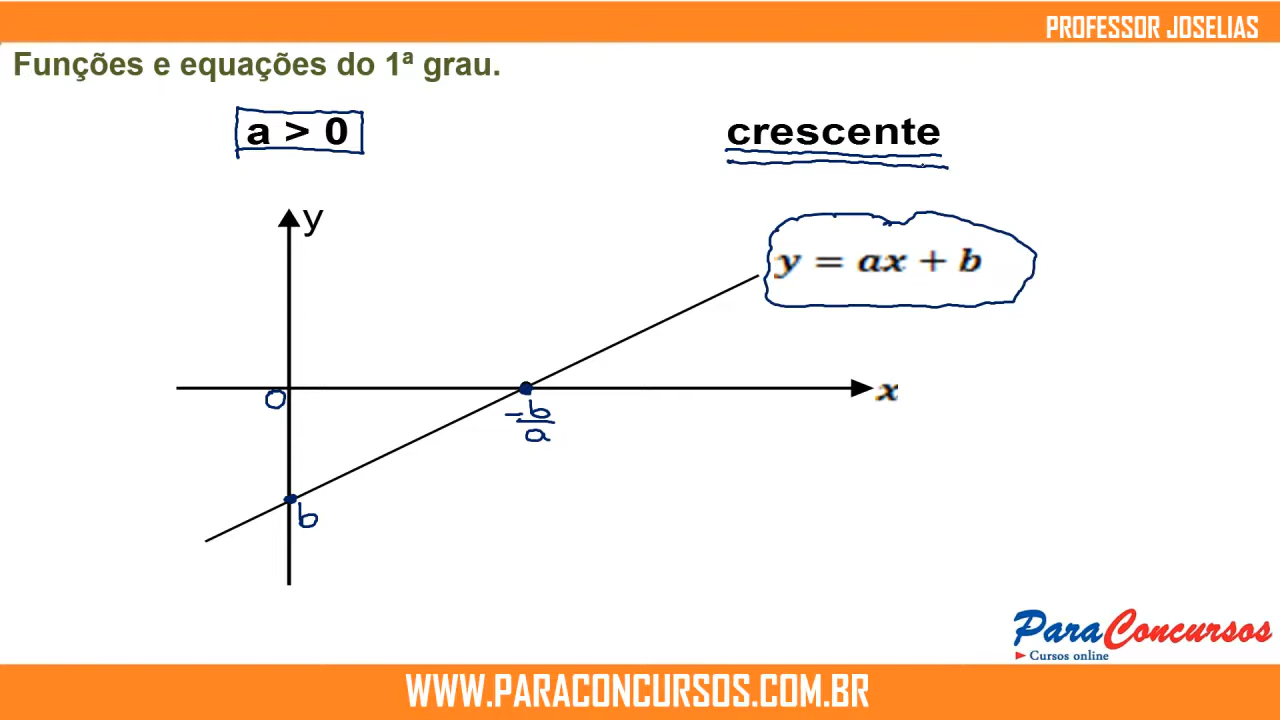 PROFESSOR JOSELIAS
Funções e equações do 1ª grau.
a > 0
crescente
y
y = ax + b
0
x
-b/a
b
ParaConcursos
Cursos online
WWW.PARACONCURSOS.COM.BR